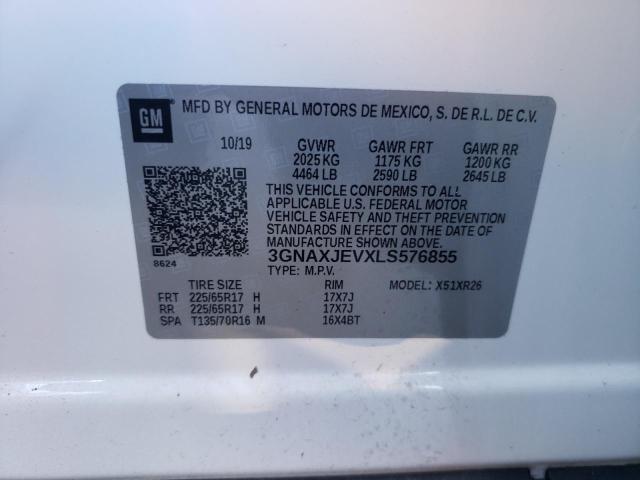 GM
MFD BY GENERAL MOTORS DE MEXICO, S. DE R.L. DE C.V.
10/19 GVWR GAWR FRT GAWR RR
2025 KG 1175 KG 1200 KG
4464 LB 2590 LB 2645 LB
THIS VEHICLE CONFORMS TO ALL
APPLICABLE U.S. FEDERAL MOTOR
VEHICLE SAFETY AND THEFT PREVENTION
STANDARDS IN EFFECT ON THE DATE OF
MANUFACTURE SHOWN ABOVE.
8624 3GNAXJEVXLS576855
TYPE: M.P.V.
TIRE SIZE RIM MODEL: X51XR26
FRT 225/65R17 H 17X7J
RR 225/65R17 H 17X7J
SPA T135/70R16 M 16X4BT